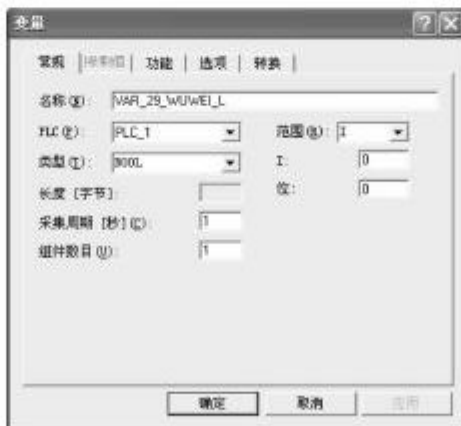 变量
常规 功能 选项 转换
名称(N): VAR_29_WUWEI_L
PLC(P): PLC_1 范围(R): I
类型(T): BOOL I: 0
长度 [字节]: 位: 0
采集周期 [秒](C): 1
组件数目(U): 1
确定 取消 应用